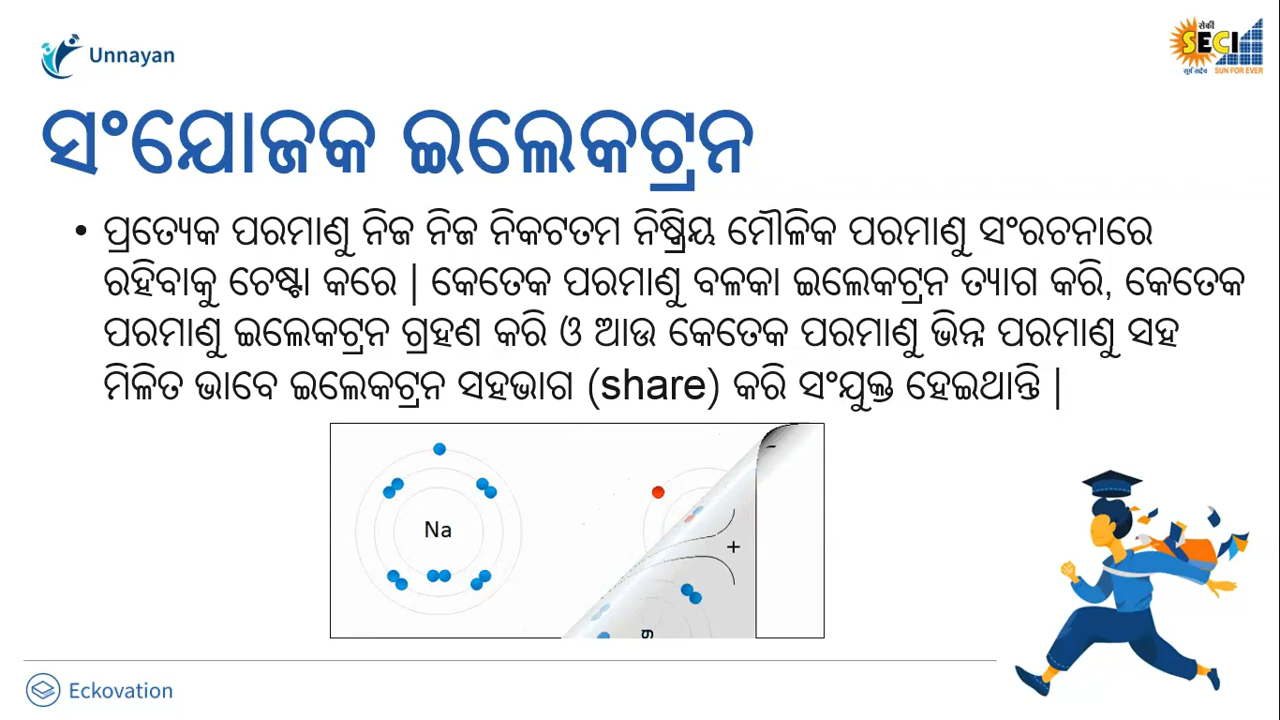 Unnayan
सेकी
SECI
सूर्य सदैव SUN FOR EVER
ସଂଯୋଜକ ଇଲେକଟ୍ରନ
• ପ୍ରତ୍ୟେକ ପରମାଣୁ ନିଜ ନିଜ ନିକଟତମ ନିଷ୍କ୍ରିୟ ମୌଳିକ ପରମାଣୁ ସଂରଚନାରେ
ରହିବାକୁ ଚେଷ୍ଟା କରେ | କେତେକ ପରମାଣୁ ବଳକା ଇଲେକଟ୍ରନ ତ୍ୟାଗ କରି, କେତେକ
ପରମାଣୁ ଇଲେକଟ୍ରନ ଗ୍ରହଣ କରି ଓ ଆଉ କେତେକ ପରମାଣୁ ଭିନ୍ନ ପରମାଣୁ ସହ
ମିଳିତ ଭାବେ ଇଲେକଟ୍ରନ ସହଭାଗ (share) କରି ସଂଯୁକ୍ତ ହେଇଥାନ୍ତି |
-
Na
+
Eckovation